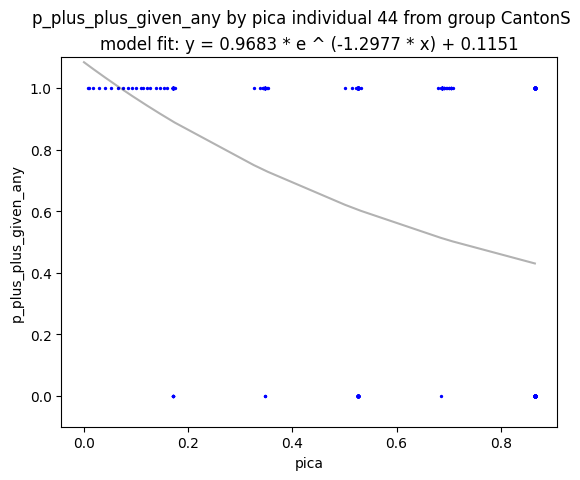 p_plus_plus_given_any by pica individual 44 from group CantonS
model fit: y = 0.9683 * e ^ (-1.2977 * x) + 0.1151
p_plus_plus_given_any
1.0
0.8
0.6
0.4
0.2
0.0
0.0 0.2 0.4 0.6 0.8
pica